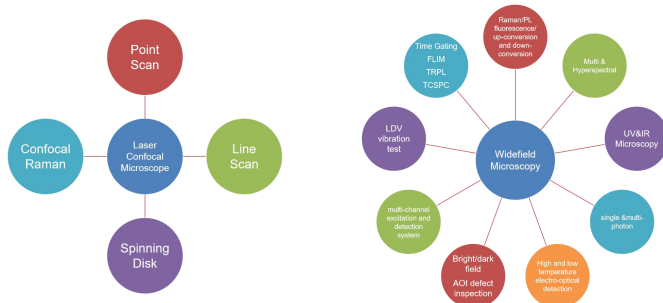 Point
Scan
Confocal
Raman
Laser
Confocal
Microscope
Line
Scan
Spinning
Disk
Raman/PL
fluorescence/
up-conversion
and down-
conversion
Time Gating
FLIM
TRPL
TCSPC
Multi &
Hyperspectral
LDV
vibration
test
Widefield
Microscopy
UV&IR
Microscopy
multi-channel
excitation and
detection
system
single &multi-
photon
Bright/dark
field
AOI defect
inspection
High and low
temperature
electro-optical
detection